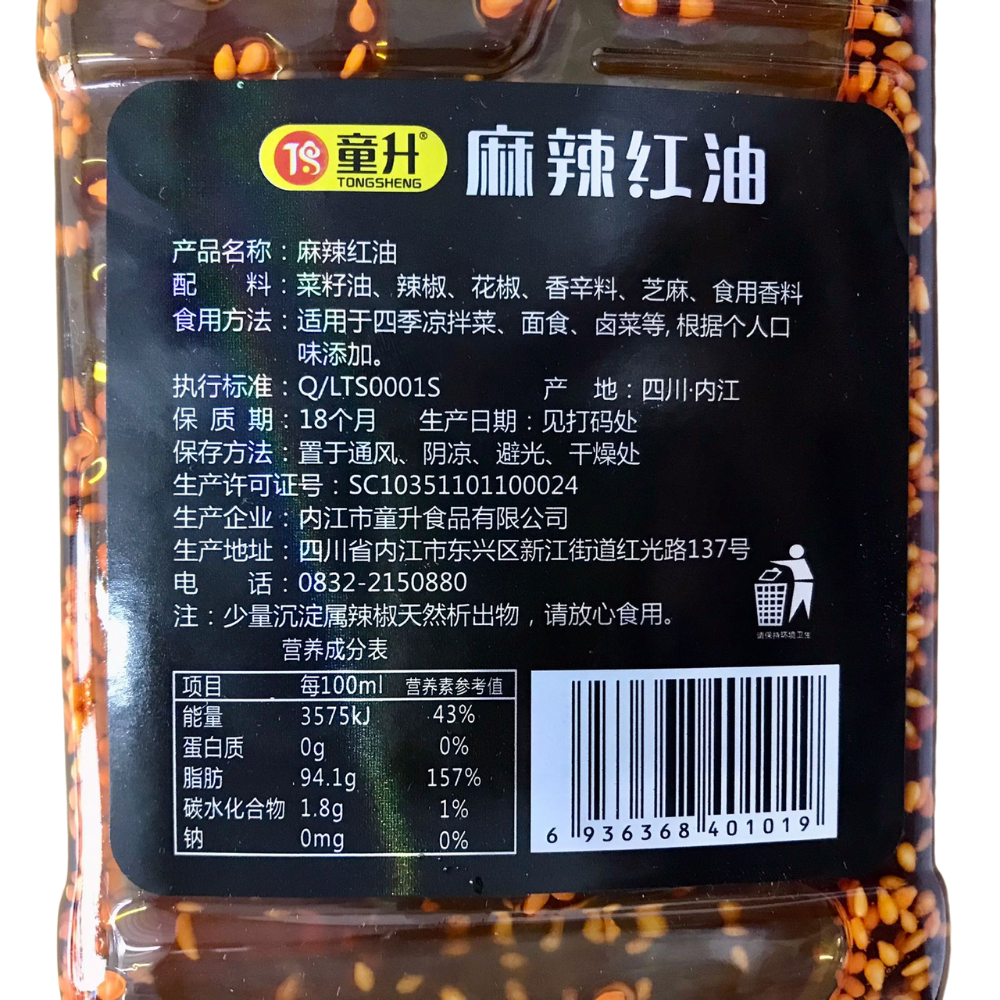 TS 童升® 麻辣红油
TONGSHENG
产品名称：麻辣红油
配 料：菜籽油、辣椒、花椒、香辛料、芝麻、食用香料
食用方法：适用于四季凉拌菜、面食、卤菜等,根据个人口
味添加。
执行标准：Q/LTS0001S 产 地：四川·内江
保 质 期：18个月 生产日期：见打码处
保存方法：置于通风、阴凉、避光、干燥处
生产许可证号：SC10351101100024
生产企业：内江市童升食品有限公司
生产地址：四川省内江市东兴区新江街道红光路137号
电 话：0832-2150880
注：少量沉淀属辣椒天然析出物，请放心食用。
请保持环境卫生
营养成分表
项目 每100ml 营养素参考值
能量 3575kJ 43%
蛋白质 0g 0%
脂肪 94.1g 157%
碳水化合物 1.8g 1%
钠 0mg 0%
6 936368 401019